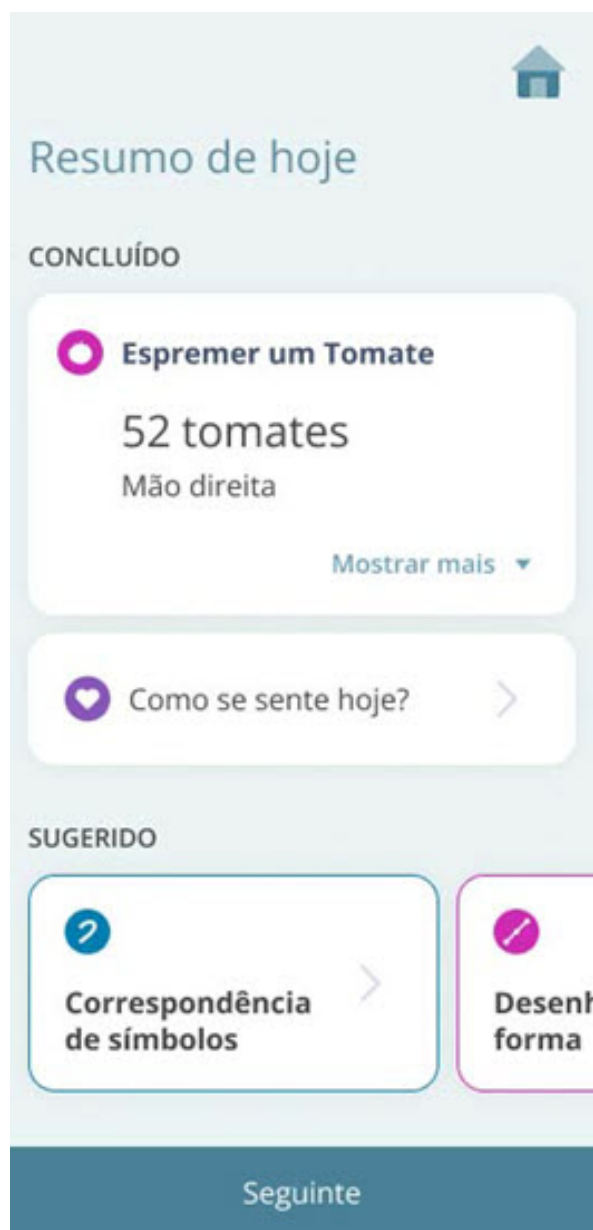 Resumo de hoje
CONCLUÍDO
Espremer um Tomate
52 tomates
Mão direita
Mostrar mais
Como se sente hoje?
SUGERIDO
Correspondência
de símbolos
Desenh
forma
Seguinte